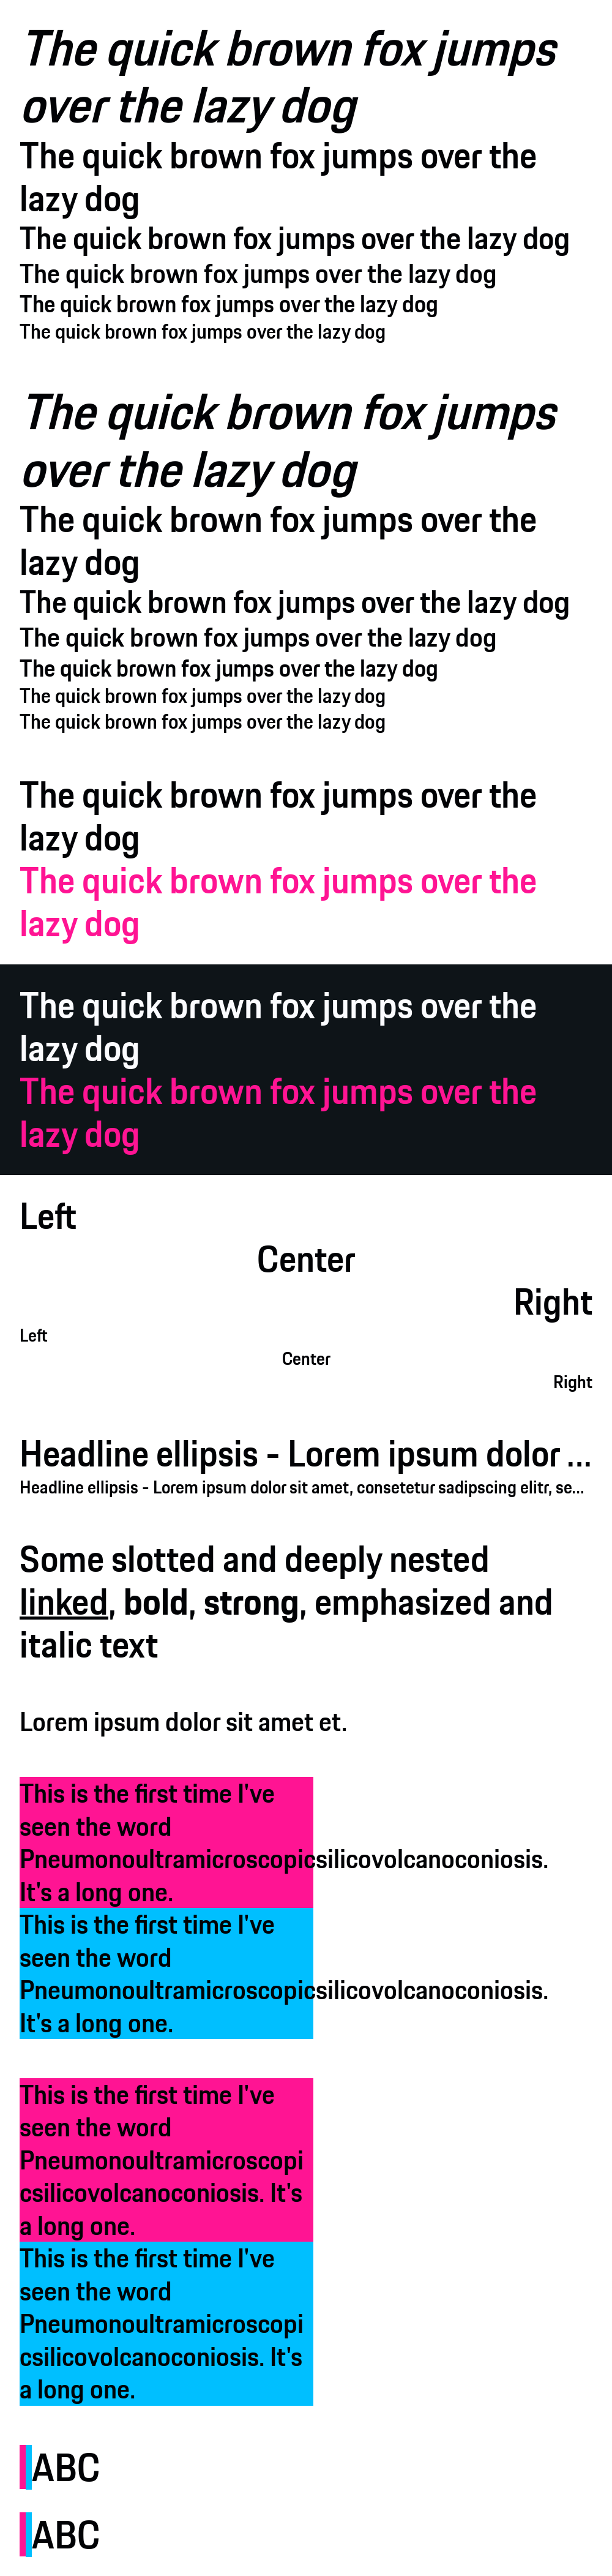 The quick brown fox jumps
over the lazy dog
The quick brown fox jumps over the
lazy dog
The quick brown fox jumps over the lazy dog
The quick brown fox jumps over the lazy dog
The quick brown fox jumps over the lazy dog
The quick brown fox jumps over the lazy dog
The quick brown fox jumps
over the lazy dog
The quick brown fox jumps over the
lazy dog
The quick brown fox jumps over the lazy dog
The quick brown fox jumps over the lazy dog
The quick brown fox jumps over the lazy dog
The quick brown fox jumps over the lazy dog
The quick brown fox jumps over the lazy dog
The quick brown fox jumps over the
lazy dog
The quick brown fox jumps over the
lazy dog
The quick brown fox jumps over the
lazy dog
The quick brown fox jumps over the
lazy dog
Left
Center
Right
Left
Center
Right
Headline ellipsis - Lorem ipsum dolor ...
Headline ellipsis - Lorem ipsum dolor sit amet, consetetur sadipscing elitr, se...
Some slotted and deeply nested
linked, bold, strong, emphasized and
italic text
Lorem ipsum dolor sit amet et.
This is the first time I've
seen the word
Pneumonoultramicroscopicsilicovolcanoconiosis.
It's a long one.
This is the first time I've
seen the word
Pneumonoultramicroscopicsilicovolcanoconiosis.
It's a long one.
This is the first time I've
seen the word
Pneumonoultramicroscopi
csilicovolcanoconiosis. It's
a long one.
This is the first time I've
seen the word
Pneumonoultramicroscopi
csilicovolcanoconiosis. It's
a long one.
ABC
ABC